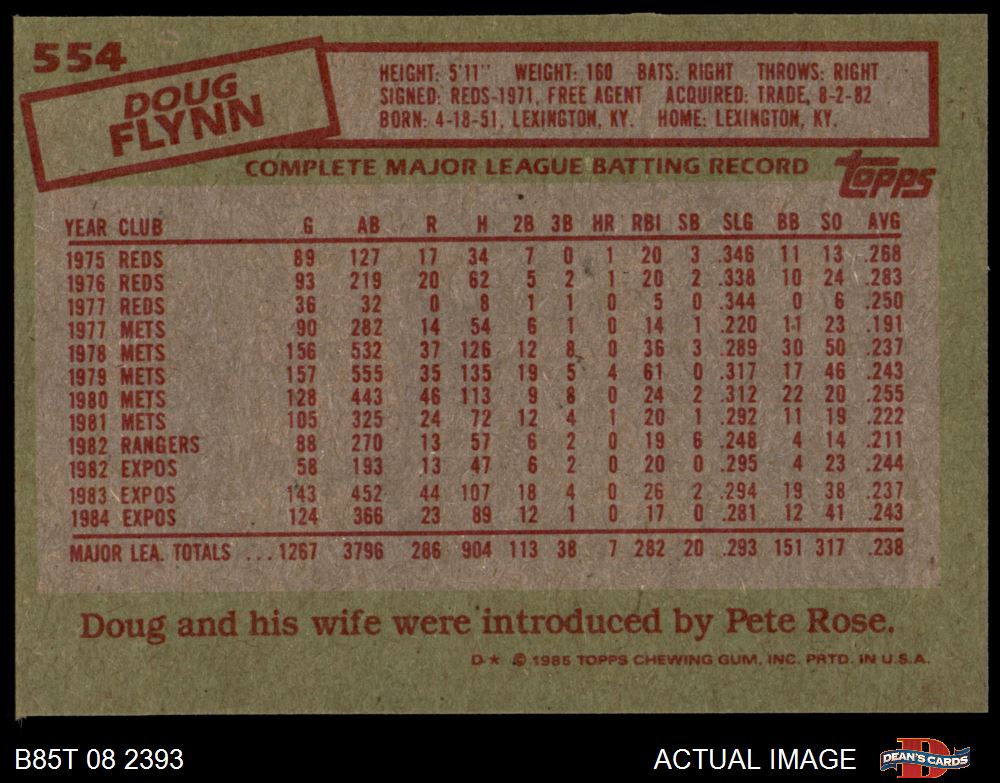 554
DOUG
FLYNN
HEIGHT: 5'11" WEIGHT: 160 BATS: RIGHT THROWS: RIGHT
SIGNED: REDS-1971, FREE AGENT ACQUIRED: TRADE, 8-2-82
BORN: 4-18-51, LEXINGTON, KY. HOME: LEXINGTON, KY.
COMPLETE MAJOR LEAGUE BATTING RECORD
Topps
YEAR CLUB G AB R H 2B 3B HR RBI SB SLG BB SO AVG
1975 REDS 89 127 17 34 7 0 1 20 3 .346 11 13 .268
1976 REDS 93 219 20 62 5 2 1 20 2 .338 10 24 .283
1977 REDS 36 32 0 8 1 1 0 5 0 .344 0 6 .250
1977 METS 90 282 14 54 6 1 0 14 1 .220 11 23 .191
1978 METS 156 532 37 126 12 8 0 36 3 .289 30 50 .237
1979 METS 157 555 35 135 19 5 4 61 0 .317 17 46 .243
1980 METS 128 443 46 113 9 8 0 24 2 .312 22 20 .255
1981 METS 105 325 24 72 12 4 1 20 1 .292 11 19 .222
1982 RANGERS 88 270 13 57 6 2 0 19 6 .248 4 14 .211
1982 EXPOS 58 193 13 47 6 2 0 20 0 .295 4 23 .244
1983 EXPOS 143 452 44 107 18 4 0 26 2 .294 19 38 .237
1984 EXPOS 124 366 23 89 12 1 0 17 0 .281 12 41 .243
MAJOR LEA. TOTALS ...1267 3796 286 904 113 38 7 282 20 .293 151 317 .238
Doug and his wife were introduced by Pete Rose.
D★ © 1985 TOPPS CHEWING GUM, INC. PRTD. IN U.S.A.
B85T 08 2393
ACTUAL IMAGE
D
DEAN'S CARDS